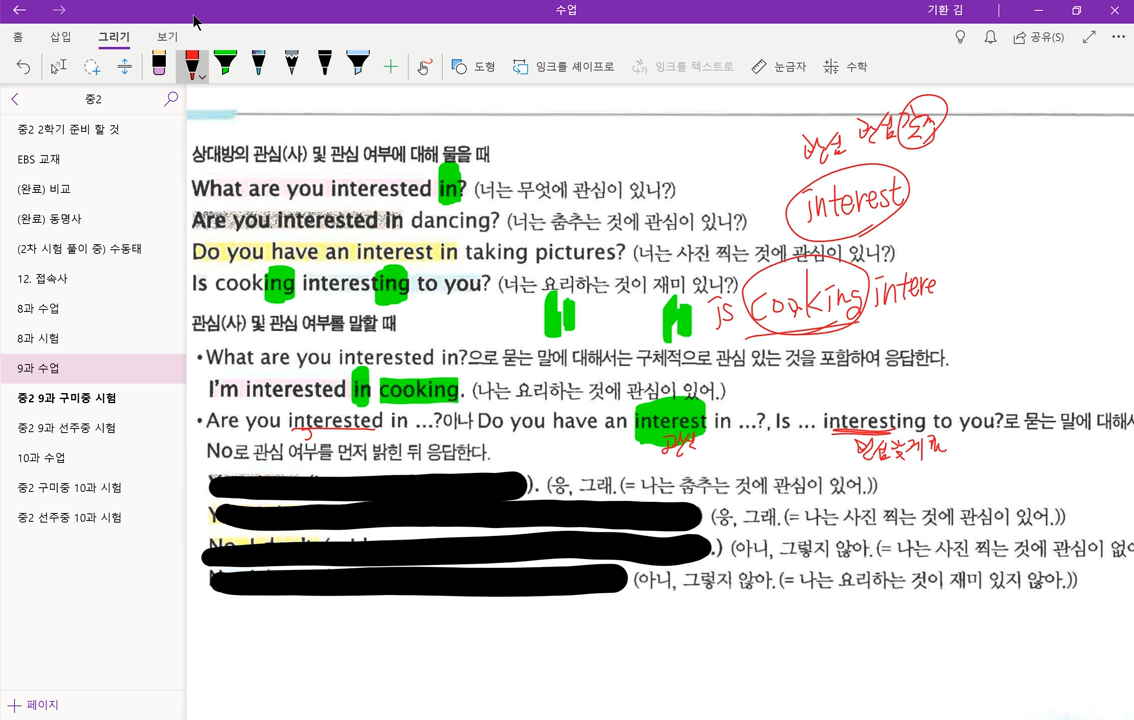 수업
기환 김
홈 삽입 그리기 보기
공유(S)
도형 잉크를 셰이프로 잉크를 텍스트로 눈금자 수학
중2
중2 2학기 준비 할 것
EBS 교재
(완료) 비교
(완료) 동명사
(2차 시험 풀이 중) 수동태
12. 접속사
8과 수업
8과 시험
9과 수업
중2 9과 구미중 시험
중2 9과 선주중 시험
10과 수업
중2 구미중 10과 시험
중2 선주중 10과 시험
페이지
관심 관심
상대방의 관심(사) 및 관심 여부에 대해 물을 때
interest
What are you interested in? (너는 무엇에 관심이 있니?)
Are you interested in dancing? (너는 춤추는 것에 관심이 있니?)
Do you have an interest in taking pictures? (너는 사진 찍는 것에 관심이 있니?)
Is cooking interesting to you? (너는 요리하는 것이 재미 있니?)
is cooking intere
관심(사) 및 관심 여부를 말할 때
•What are you interested in?으로 묻는 말에 대해서는 구체적으로 관심 있는 것을 포함하여 응답한다.
I'm interested in cooking. (나는 요리하는 것에 관심이 있어.)
•Are you interested in ...?이나 Do you have an interest in ...?, Is ... interesting to you?로 묻는 말에 대해서
관심 관심갖게
No로 관심 여부를 먼저 밝힌 뒤 응답한다.
). (응, 그래. (= 나는 춤추는 것에 관심이 있어.))
(응, 그래. (= 나는 사진 찍는 것에 관심이 있어.))
.) (아니, 그렇지 않아. (= 나는 사진 찍는 것에 관심이 없어
(아니, 그렇지 않아. (= 나는 요리하는 것이 재미 있지 않아.))